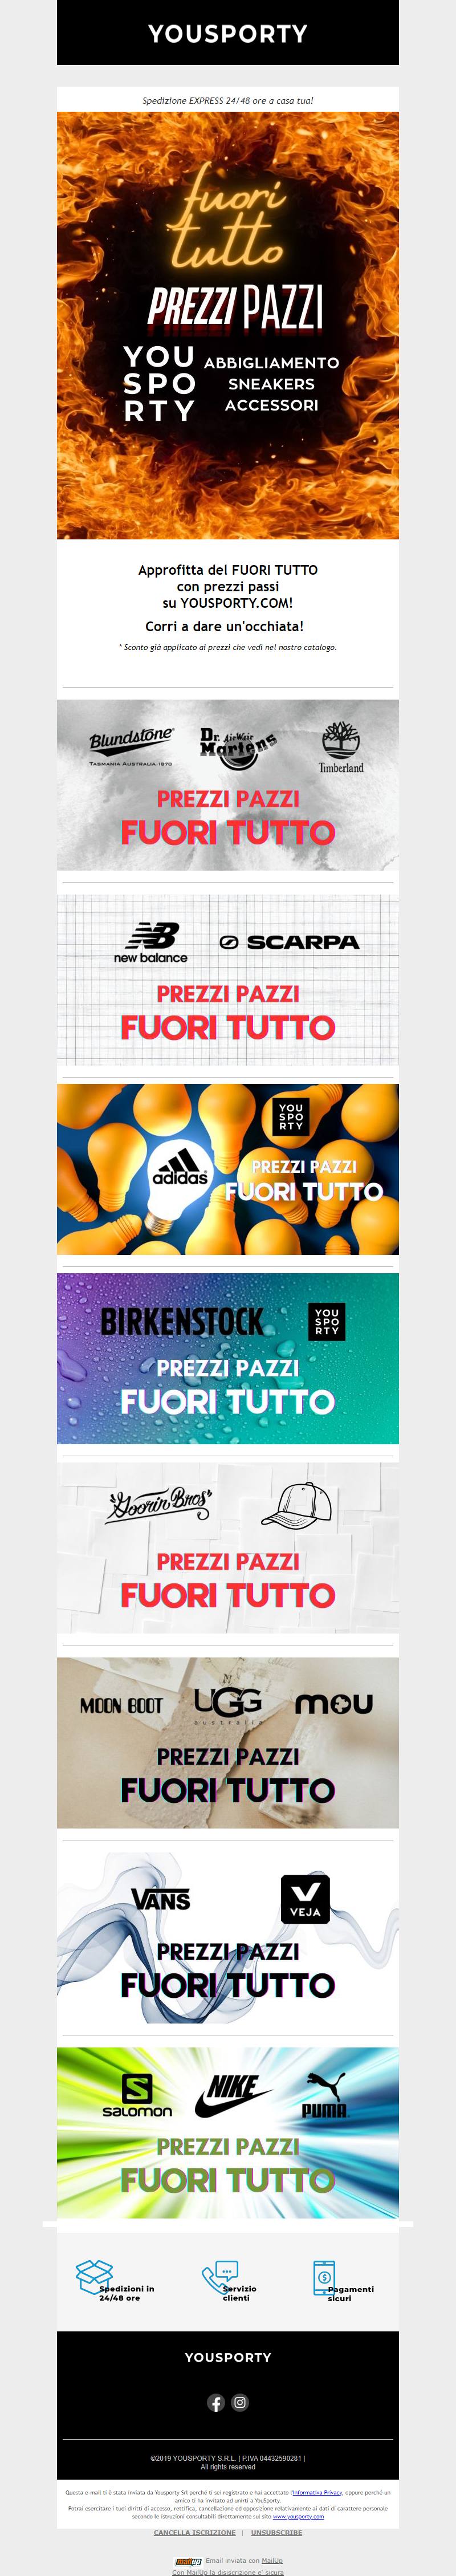 YOUSPORTY
Spedizione EXPRESS 24/48 ore a casa tua!
fuori
tutto
PREZZI PAZZI
YOU
SPO
RTY
ABBIGLIAMENTO
SNEAKERS
ACCESSORI
Approfitta del FUORI TUTTO
con prezzi passi
su YOUSPORTY.COM!
Corri a dare un'occhiata!
* Sconto già applicato ai prezzi che vedi nel nostro catalogo.
Blundstone
TASMANIA AUSTRALIA·1870
Dr. AirWair Martens
Timberland
PREZZI PAZZI
FUORI TUTTO
new balance
SCARPA
PREZZI PAZZI
FUORI TUTTO
YOU
SPO
RTY
adidas
PREZZI PAZZI
FUORI TUTTO
BIRKENSTOCK
YOU
SPO
RTY
PREZZI PAZZI
FUORI TUTTO
Goorin Bros
PREZZI PAZZI
FUORI TUTTO
MOON BOOT
UGG
australia
mou
PREZZI PAZZI
FUORI TUTTO
VANS
VEJA
PREZZI PAZZI
FUORI TUTTO
SALOMON
NIKE
PUMA
PREZZI PAZZI
FUORI TUTTO
Spedizioni in
24/48 ore
Servizio
clienti
Pagamenti
sicuri
YOUSPORTY
©2019 YOUSPORTY S.R.L. | P.IVA 04432590281 |
All rights reserved
Questa e-mail ti è stata inviata da Yousporty Srl perché ti sei registrato e hai accettato l'Informativa Privacy, oppure perché un
amico ti ha invitato ad unirti a YouSporty.
Potrai esercitare i tuoi diritti di accesso, rettifica, cancellazione ed opposizione relativamente ai dati di carattere personale
secondo le istruzioni consultabili direttamente sul sito www.yousporty.com
CANCELLA ISCRIZIONE | UNSUBSCRIBE
mailup Email inviata con MailUp
Con MailUp la disiscrizione e' sicura